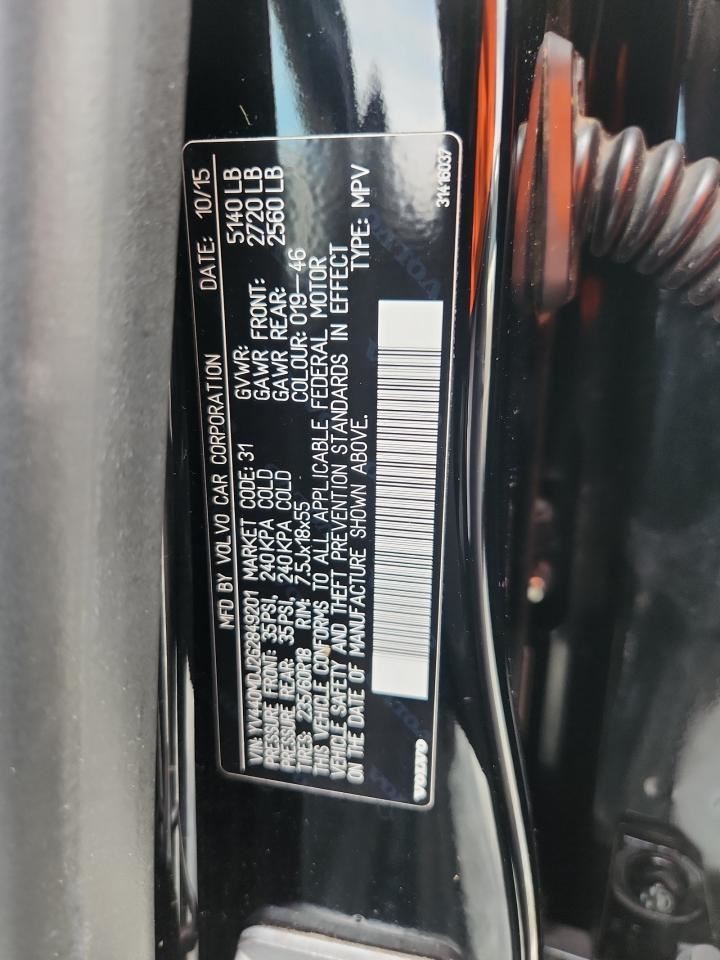 MFD BY VOLVO CAR CORPORATION DATE: 10/15
VIN: YV440MDJ2G2849201 MARKET CODE: 31 GVWR: 5140 LB
PRESSURE FRONT: 35PSI, 240KPA COLD GAWR FRONT: 2720 LB
PRESSURE REAR: 35PSI, 240KPA COLD GAWR REAR: 2560 LB
TIRES: 235/60R18 RIM: 7.5Jx18x55 COLOUR: 019-46
THIS VEHICLE CONFORMS TO ALL APPLICABLE FEDERAL MOTOR
VEHICLE SAFETY AND THEFT PREVENTION STANDARDS IN EFFECT
ON THE DATE OF MANUFACTURE SHOWN ABOVE. TYPE: MPV
VOLVO 31416037